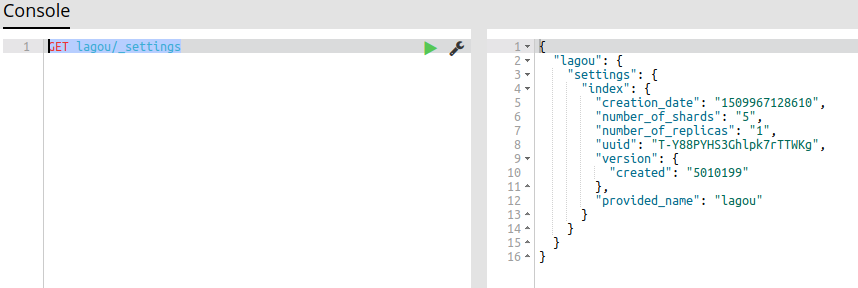 Console
1 GET lagou/_settings
1 {
2 "lagou": {
3 "settings": {
4 "index": {
5 "creation_date": "1509967128610",
6 "number_of_shards": "5",
7 "number_of_replicas": "1",
8 "uuid": "T-Y88PYHS3Ghlpk7rTTWKg",
9 "version": {
10 "created": "5010199"
11 },
12 "provided_name": "lagou"
13 }
14 }
15 }
16 }